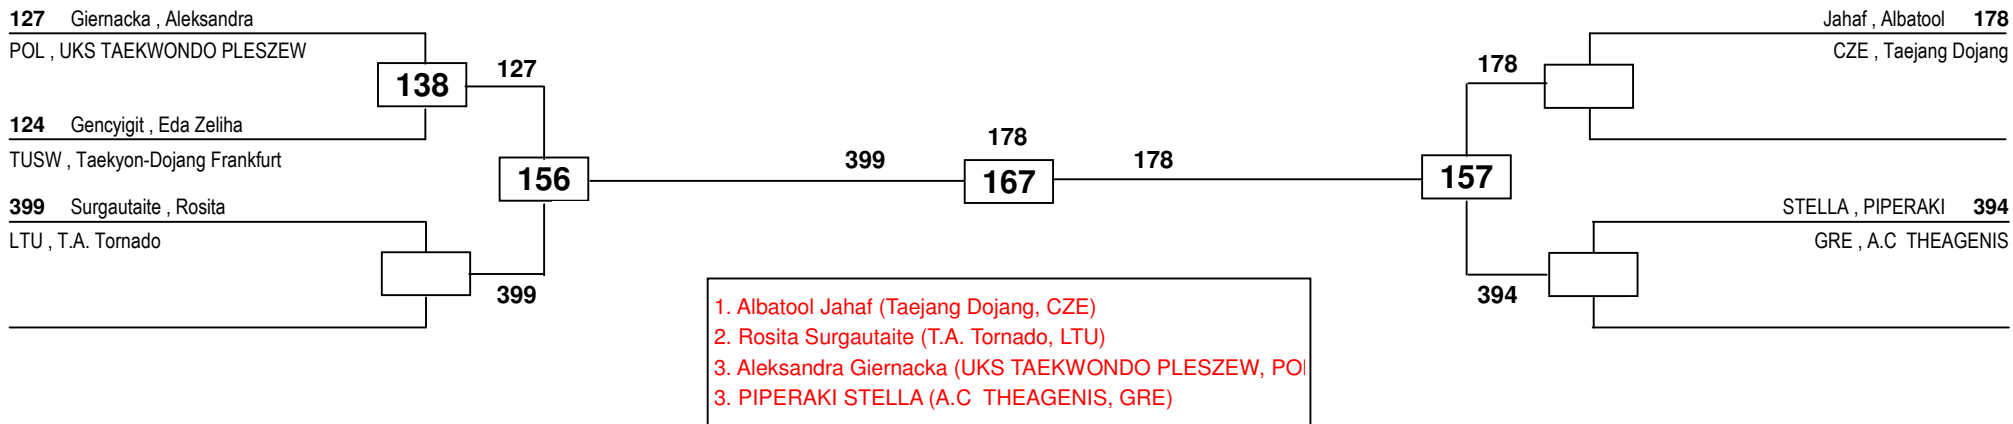 127 Giernacka , Aleksandra
POL , UKS TAEKWONDO PLESZEW
138
127
124 Gencyigit , Eda Zeliha
TUSW , Taekyon-Dojang Frankfurt
156
399
399 Surgautaite , Rosita
LTU , T.A. Tornado
399
178
167
178
Jahaf , Albatool 178
CZE , Taejang Dojang
178
157
STELLA , PIPERAKI 394
GRE , A.C THEAGENIS
394
1. Albatool Jahaf (Taejang Dojang, CZE)
2. Rosita Surgautaite (T.A. Tornado, LTU)
3. Aleksandra Giernacka (UKS TAEKWONDO PLESZEW, POL
3. PIPERAKI STELLA (A.C THEAGENIS, GRE)